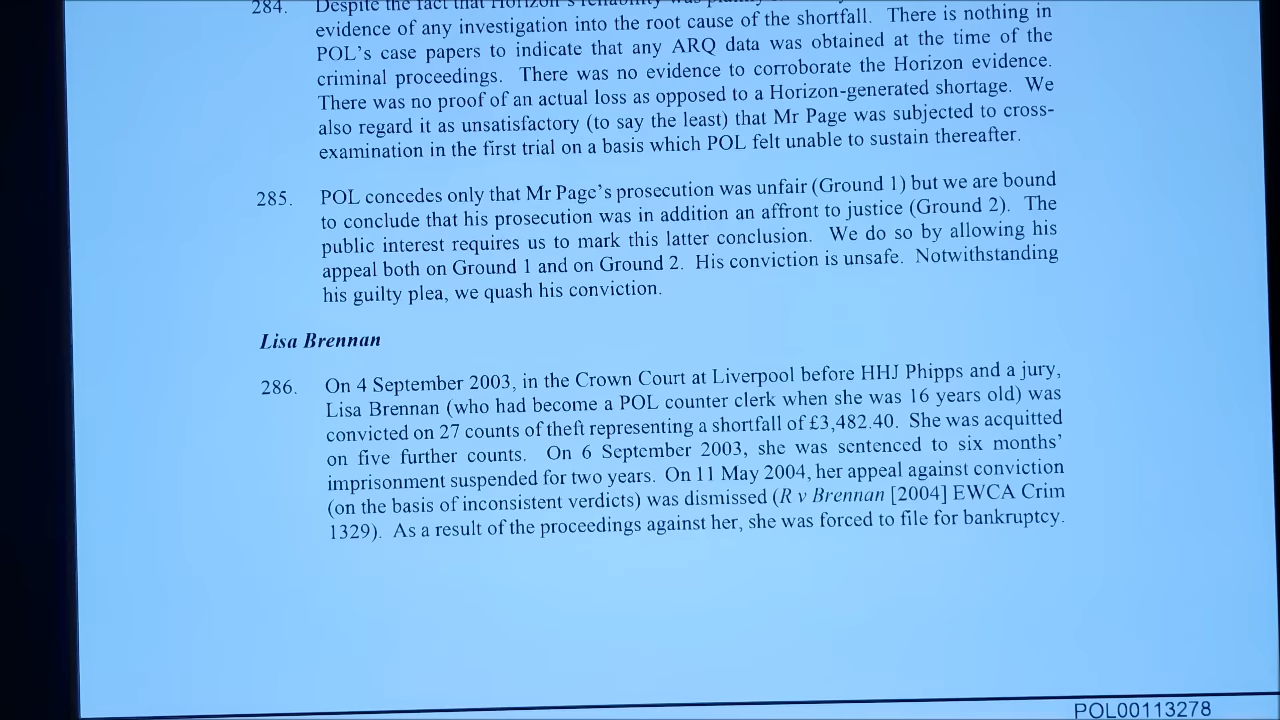 284. Despite the fact that Horizon's reliability was
evidence of any investigation into the root cause of the shortfall. There is nothing in
POL's case papers to indicate that any ARQ data was obtained at the time of the
criminal proceedings. There was no evidence to corroborate the Horizon evidence.
There was no proof of an actual loss as opposed to a Horizon-generated shortage. We
also regard it as unsatisfactory (to say the least) that Mr Page was subjected to cross-
examination in the first trial on a basis which POL felt unable to sustain thereafter.
285. POL concedes only that Mr Page's prosecution was unfair (Ground 1) but we are bound
to conclude that his prosecution was in addition an affront to justice (Ground 2). The
public interest requires us to mark this latter conclusion. We do so by allowing his
appeal both on Ground 1 and on Ground 2. His conviction is unsafe. Notwithstanding
his guilty plea, we quash his conviction.
Lisa Brennan
286. On 4 September 2003, in the Crown Court at Liverpool before HHJ Phipps and a jury,
Lisa Brennan (who had become a POL counter clerk when she was 16 years old) was
convicted on 27 counts of theft representing a shortfall of £3,482.40. She was acquitted
on five further counts. On 6 September 2003, she was sentenced to six months'
imprisonment suspended for two years. On 11 May 2004, her appeal against conviction
(on the basis of inconsistent verdicts) was dismissed (R v Brennan [2004] EWCA Crim
1329). As a result of the proceedings against her, she was forced to file for bankruptcy.
POL00113278